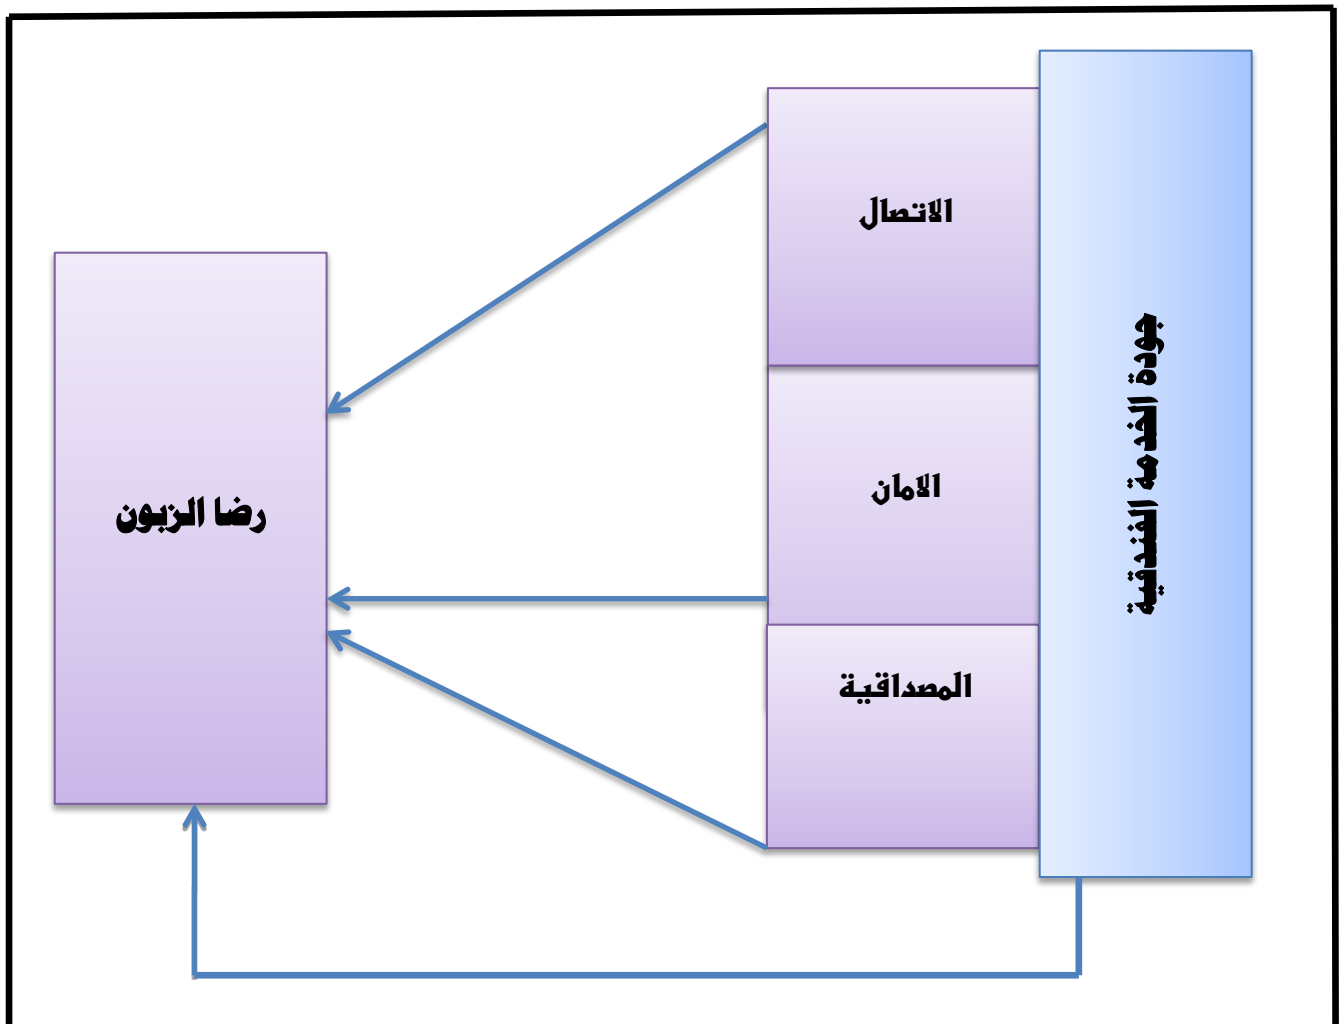 جودة الخدمة الفندقية
الاتصال
الامان
المصداقية
رضا الزبون